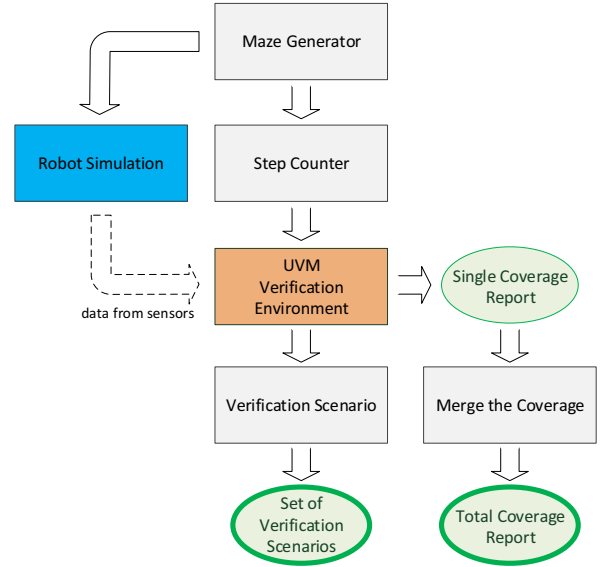 Maze Generator
Robot Simulation
Step Counter
UVM
Verification
Environment
Single Coverage
Report
data from sensors
Verification Scenario
Merge the Coverage
Set of
Verification
Scenarios
Total Coverage
Report